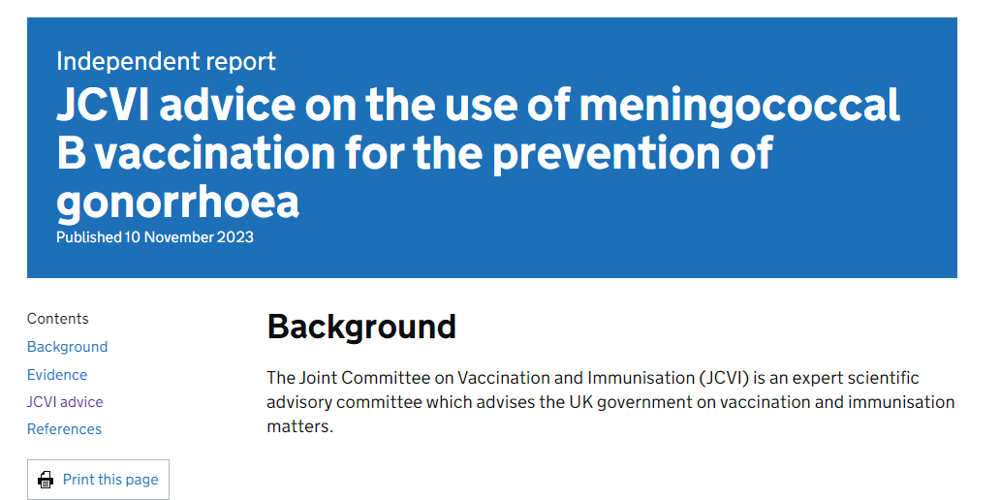 Independent report
JCVI advice on the use of meningococcal
B vaccination for the prevention of
gonorrhoea
Published 10 November 2023
Contents
Background
Evidence
JCVI advice
References
Print this page
Background
The Joint Committee on Vaccination and Immunisation (JCVI) is an expert scientific
advisory committee which advises the UK government on vaccination and immunisation
matters.